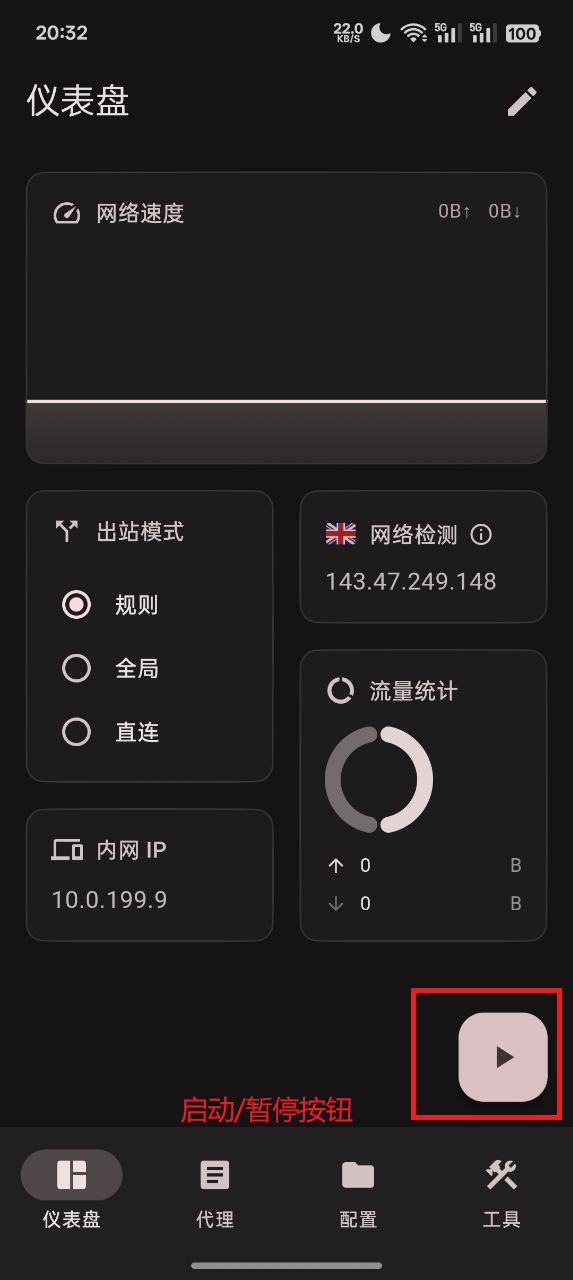 20:32
22.0
KB/S
5G
5G
100
仪表盘
网络速度
0B↑ 0B↓
出站模式
规则
全局
直连
网络检测
143.47.249.148
流量统计
↑ 0 B
↓ 0 B
内网 IP
10.0.199.9
启动/暂停按钮
仪表盘
代理
配置
工具